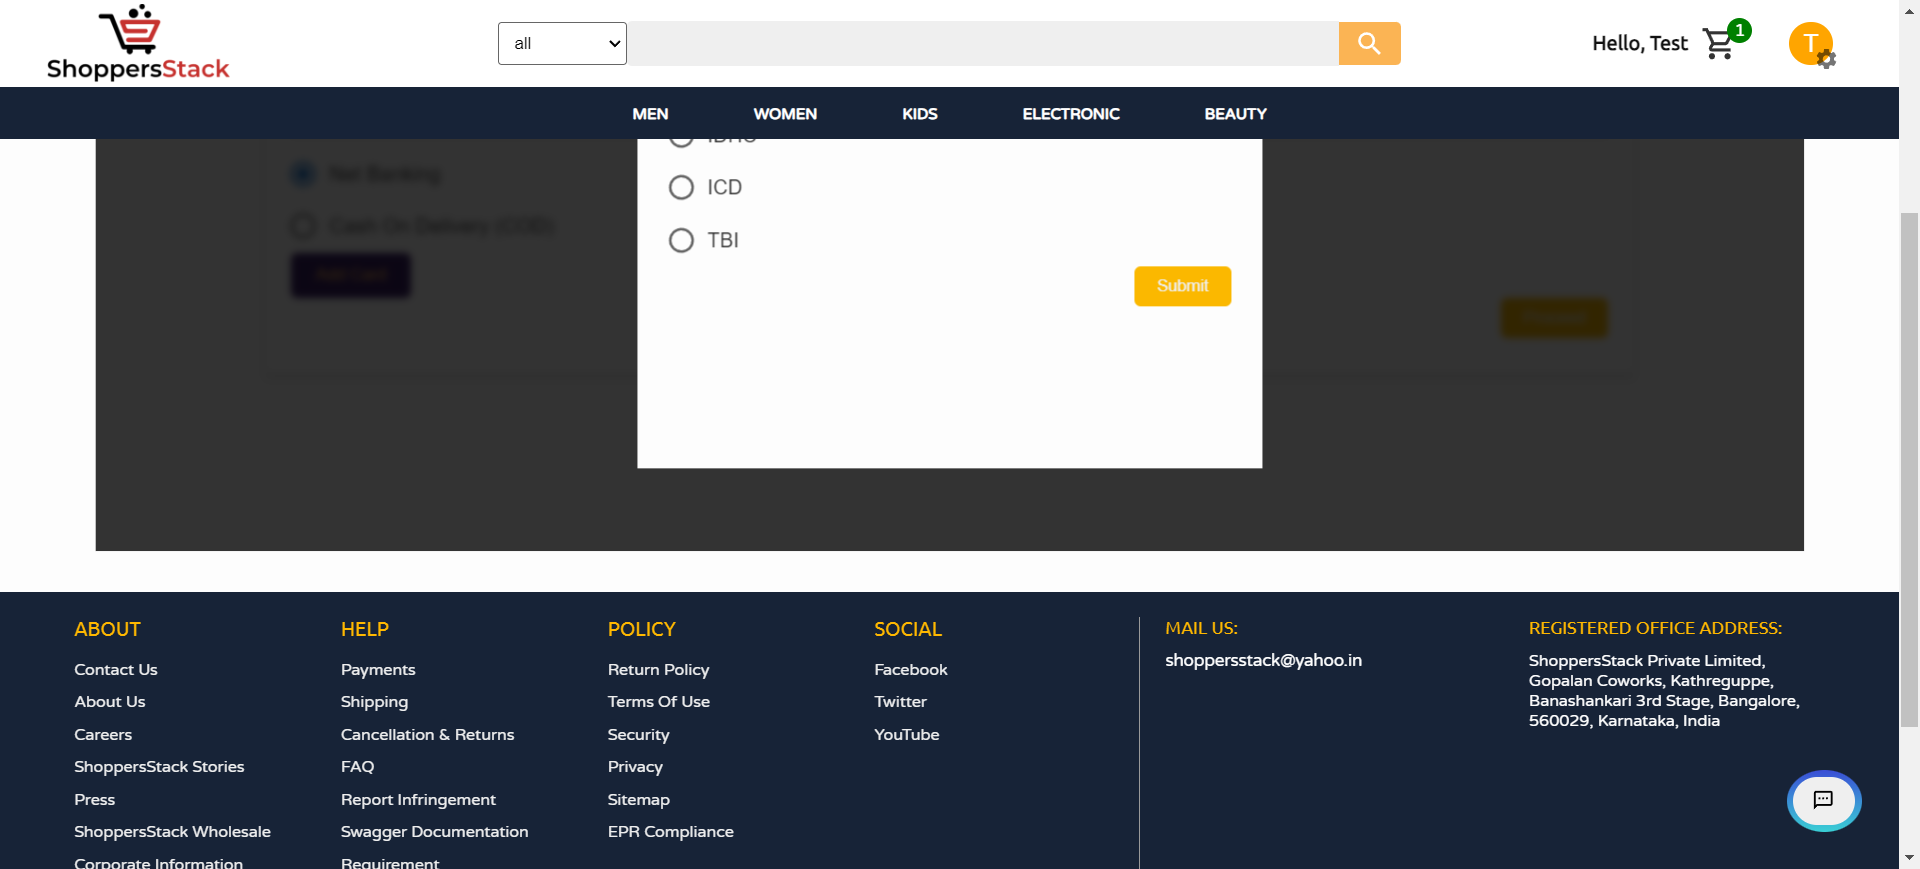 ShoppersStack
all
Hello, Test
1
T
MEN WOMEN KIDS ELECTRONIC BEAUTY
Net Banking
Cash On Delivery (COD)
ICD
TBI
Submit
ABOUT
Contact Us
About Us
Careers
ShoppersStack Stories
Press
ShoppersStack Wholesale
Corporate Information
HELP
Payments
Shipping
Cancellation & Returns
FAQ
Report Infringement
Swagger Documentation
Requirement
POLICY
Return Policy
Terms Of Use
Security
Privacy
Sitemap
EPR Compliance
SOCIAL
Facebook
Twitter
YouTube
MAIL US:
shoppersstack@yahoo.in
REGISTERED OFFICE ADDRESS:
ShoppersStack Private Limited,
Gopalan Coworks, Kathreguppe,
Banashankari 3rd Stage, Bangalore,
560029, Karnataka, India